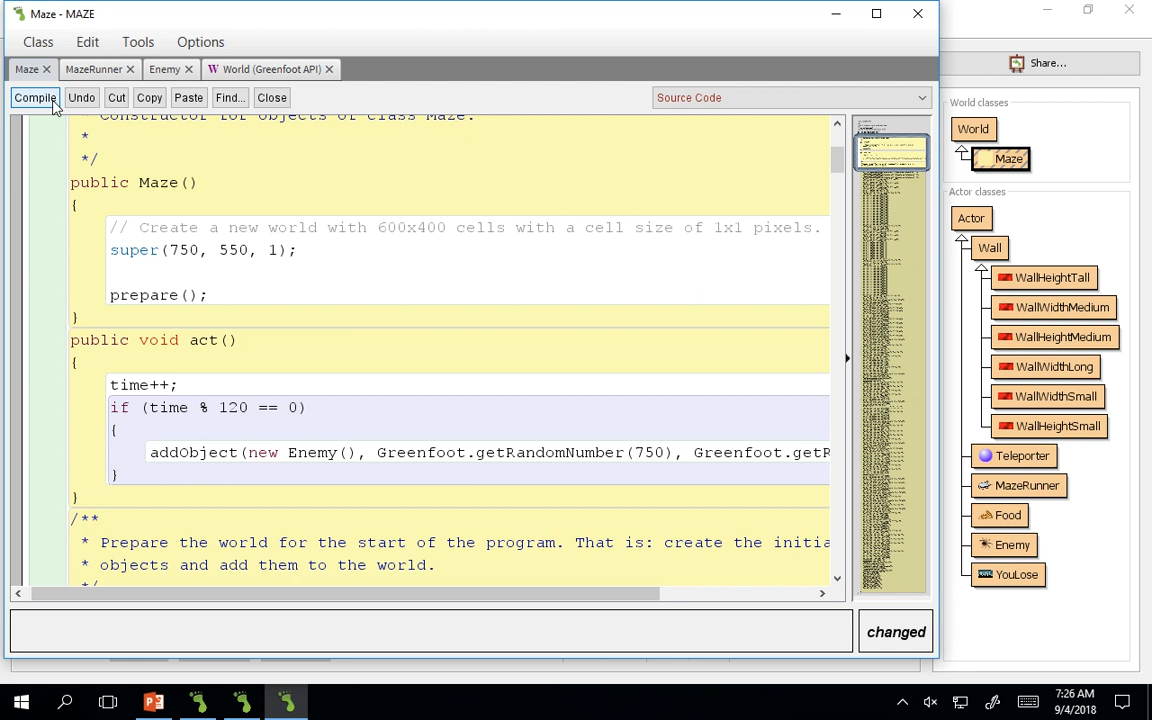 Maze - MAZE
Class Edit Tools Options
Maze MazeRunner Enemy World (Greenfoot API)
Compile Undo Cut Copy Paste Find... Close Source Code
* Constructor for objects of class Maze.
*
*/
public Maze()
{
// Create a new world with 600x400 cells with a cell size of 1x1 pixels.
super(750, 550, 1);
prepare();
}
public void act()
{
time++;
if (time % 120 == 0)
{
addObject(new Enemy(), Greenfoot.getRandomNumber(750), Greenfoot.getR
}
}
/**
* Prepare the world for the start of the program. That is: create the initia
* objects and add them to the world.
*/
changed
Share...
World classes
World
Maze
Actor classes
Actor
Wall
WallHeightTall
WallWidthMedium
WallHeightMedium
WallWidthLong
WallWidthSmall
WallHeightSmall
Teleporter
MazeRunner
Food
Enemy
YouLose
7:26 AM
9/4/2018